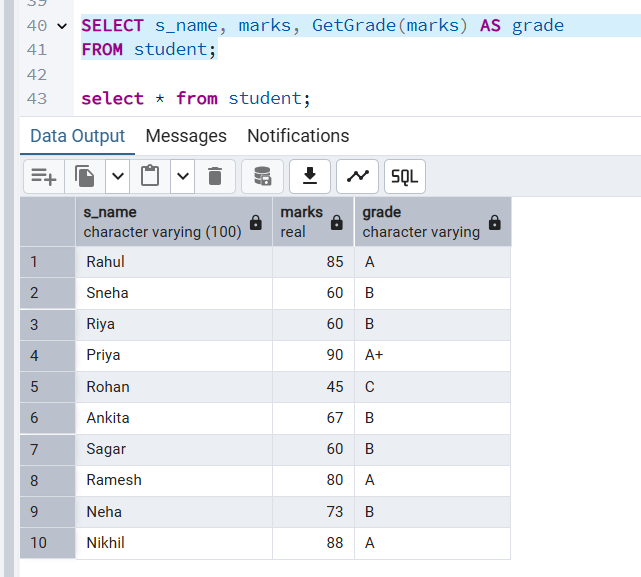 39
40 SELECT s_name, marks, GetGrade(marks) AS grade
41 FROM student;
42
43 select * from student;
Data Output Messages Notifications
SQL
s_name marks grade
character varying (100) real character varying
1 Rahul 85 A
2 Sneha 60 B
3 Riya 60 B
4 Priya 90 A+
5 Rohan 45 C
6 Ankita 67 B
7 Sagar 60 B
8 Ramesh 80 A
9 Neha 73 B
10 Nikhil 88 A